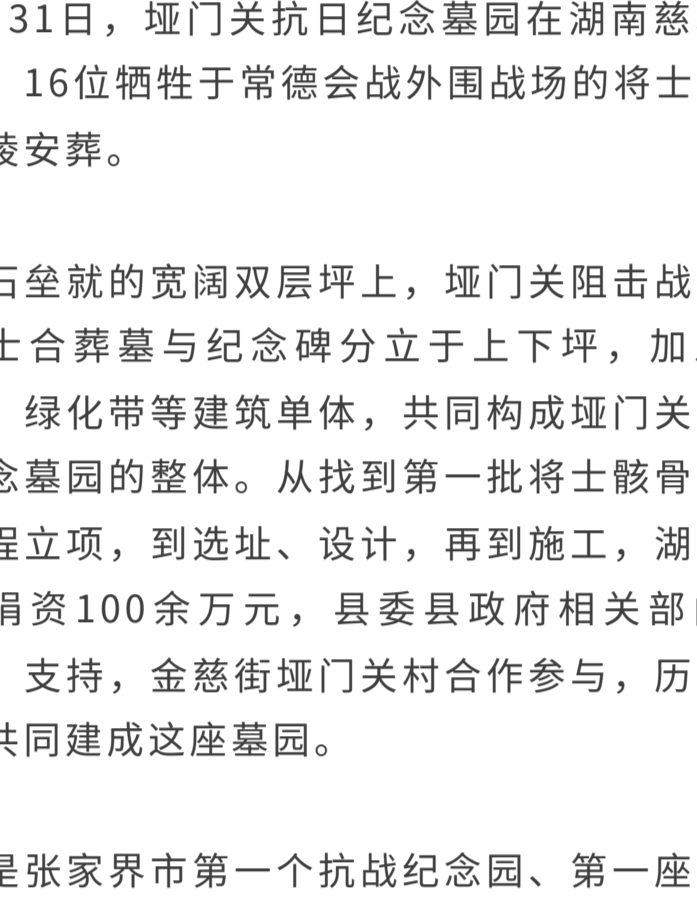 31日，垭门关抗日纪念墓园在湖南慈
16位牺牲于常德会战外围战场的将士
陵安葬。
石垒就的宽阔双层坪上，垭门关阻击战
士合葬墓与纪念碑分立于上下坪，加
，绿化带等建筑单体，共同构成垭门关
念墓园的整体。从找到第一批将士骸骨
程立项，到选址、设计，再到施工，湖
捐资100余万元，县委县政府相关部
支持，金慈街垭门关村合作参与，历
共同建成这座墓园。
是张家界市第一个抗战纪念园、第一座